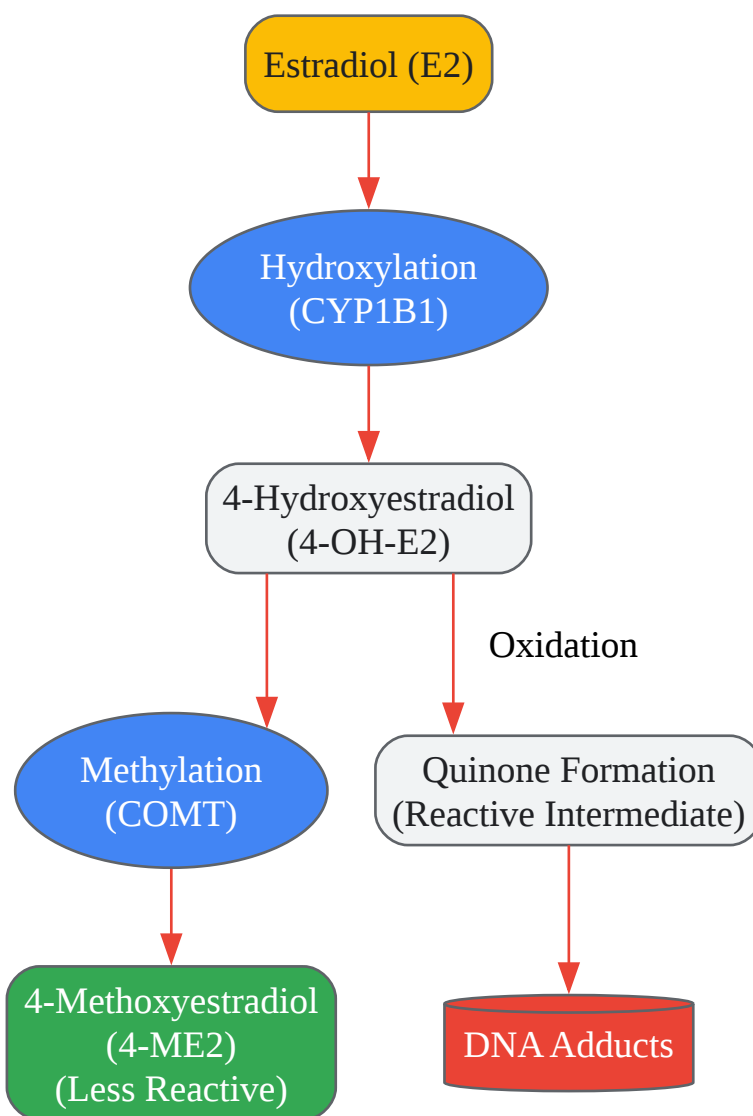 Estradiol (E2)
Hydroxylation
(CYP1B1)
4-Hydroxyestradiol
(4-OH-E2)
Oxidation
Methylation
(COMT)
Quinone Formation
(Reactive Intermediate)
4-Methoxyestradiol
(4-ME2)
(Less Reactive)
DNA Adducts